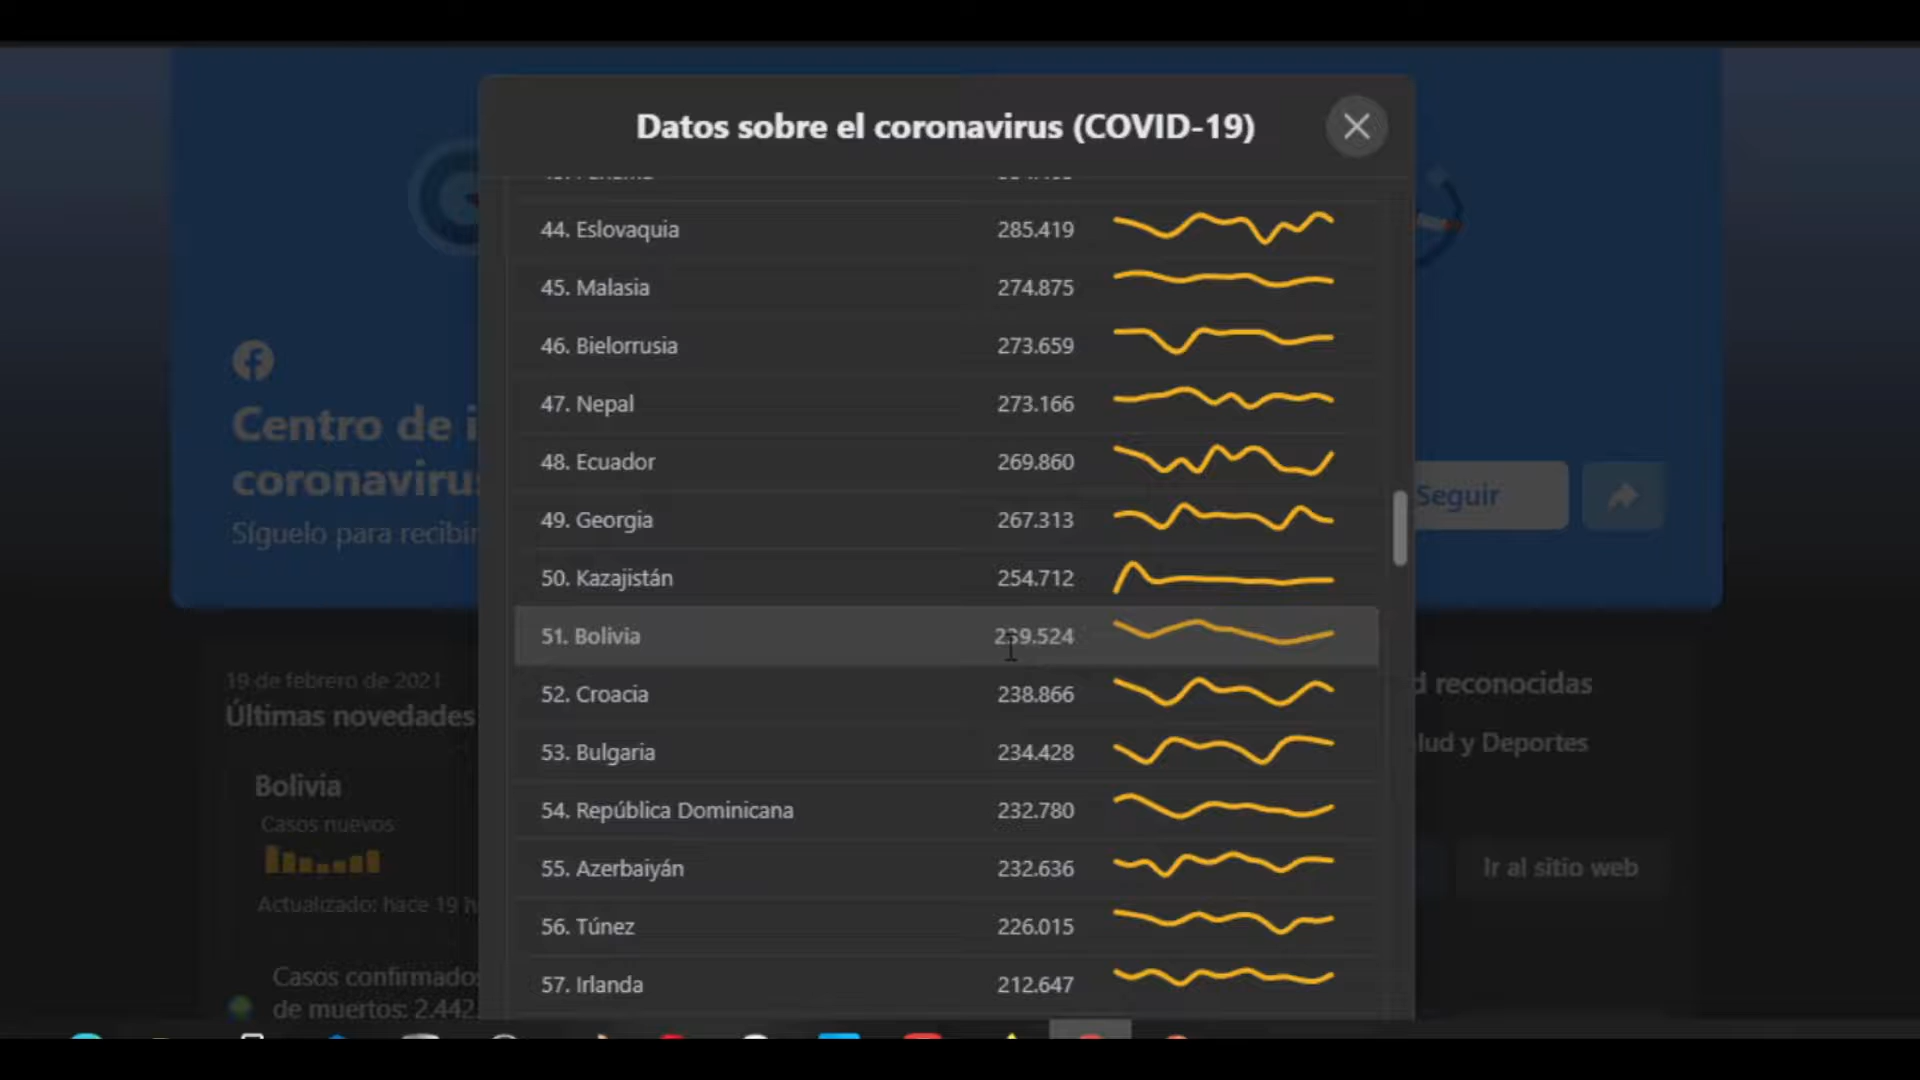 Datos sobre el coronavirus (COVID-19)
44. Eslovaquia 285.419
45. Malasia 274.875
46. Bielorrusia 273.659
47. Nepal 273.166
48. Ecuador 269.860
49. Georgia 267.313
50. Kazajistán 254.712
51. Bolivia 239.524
52. Croacia 238.866
53. Bulgaria 234.428
54. República Dominicana 232.780
55. Azerbaiyán 232.636
56. Túnez 226.015
57. Irlanda 212.647
Centro de i
coronavirus
Síguelo para recibir
Seguir
19 de febrero de 2021
Últimas novedades
Bolivia
Casos nuevos
Actualizado: hace 19 h
Casos confirmados
de muertos: 2.442.
d reconocidas
lud y Deportes
Ir al sitio web